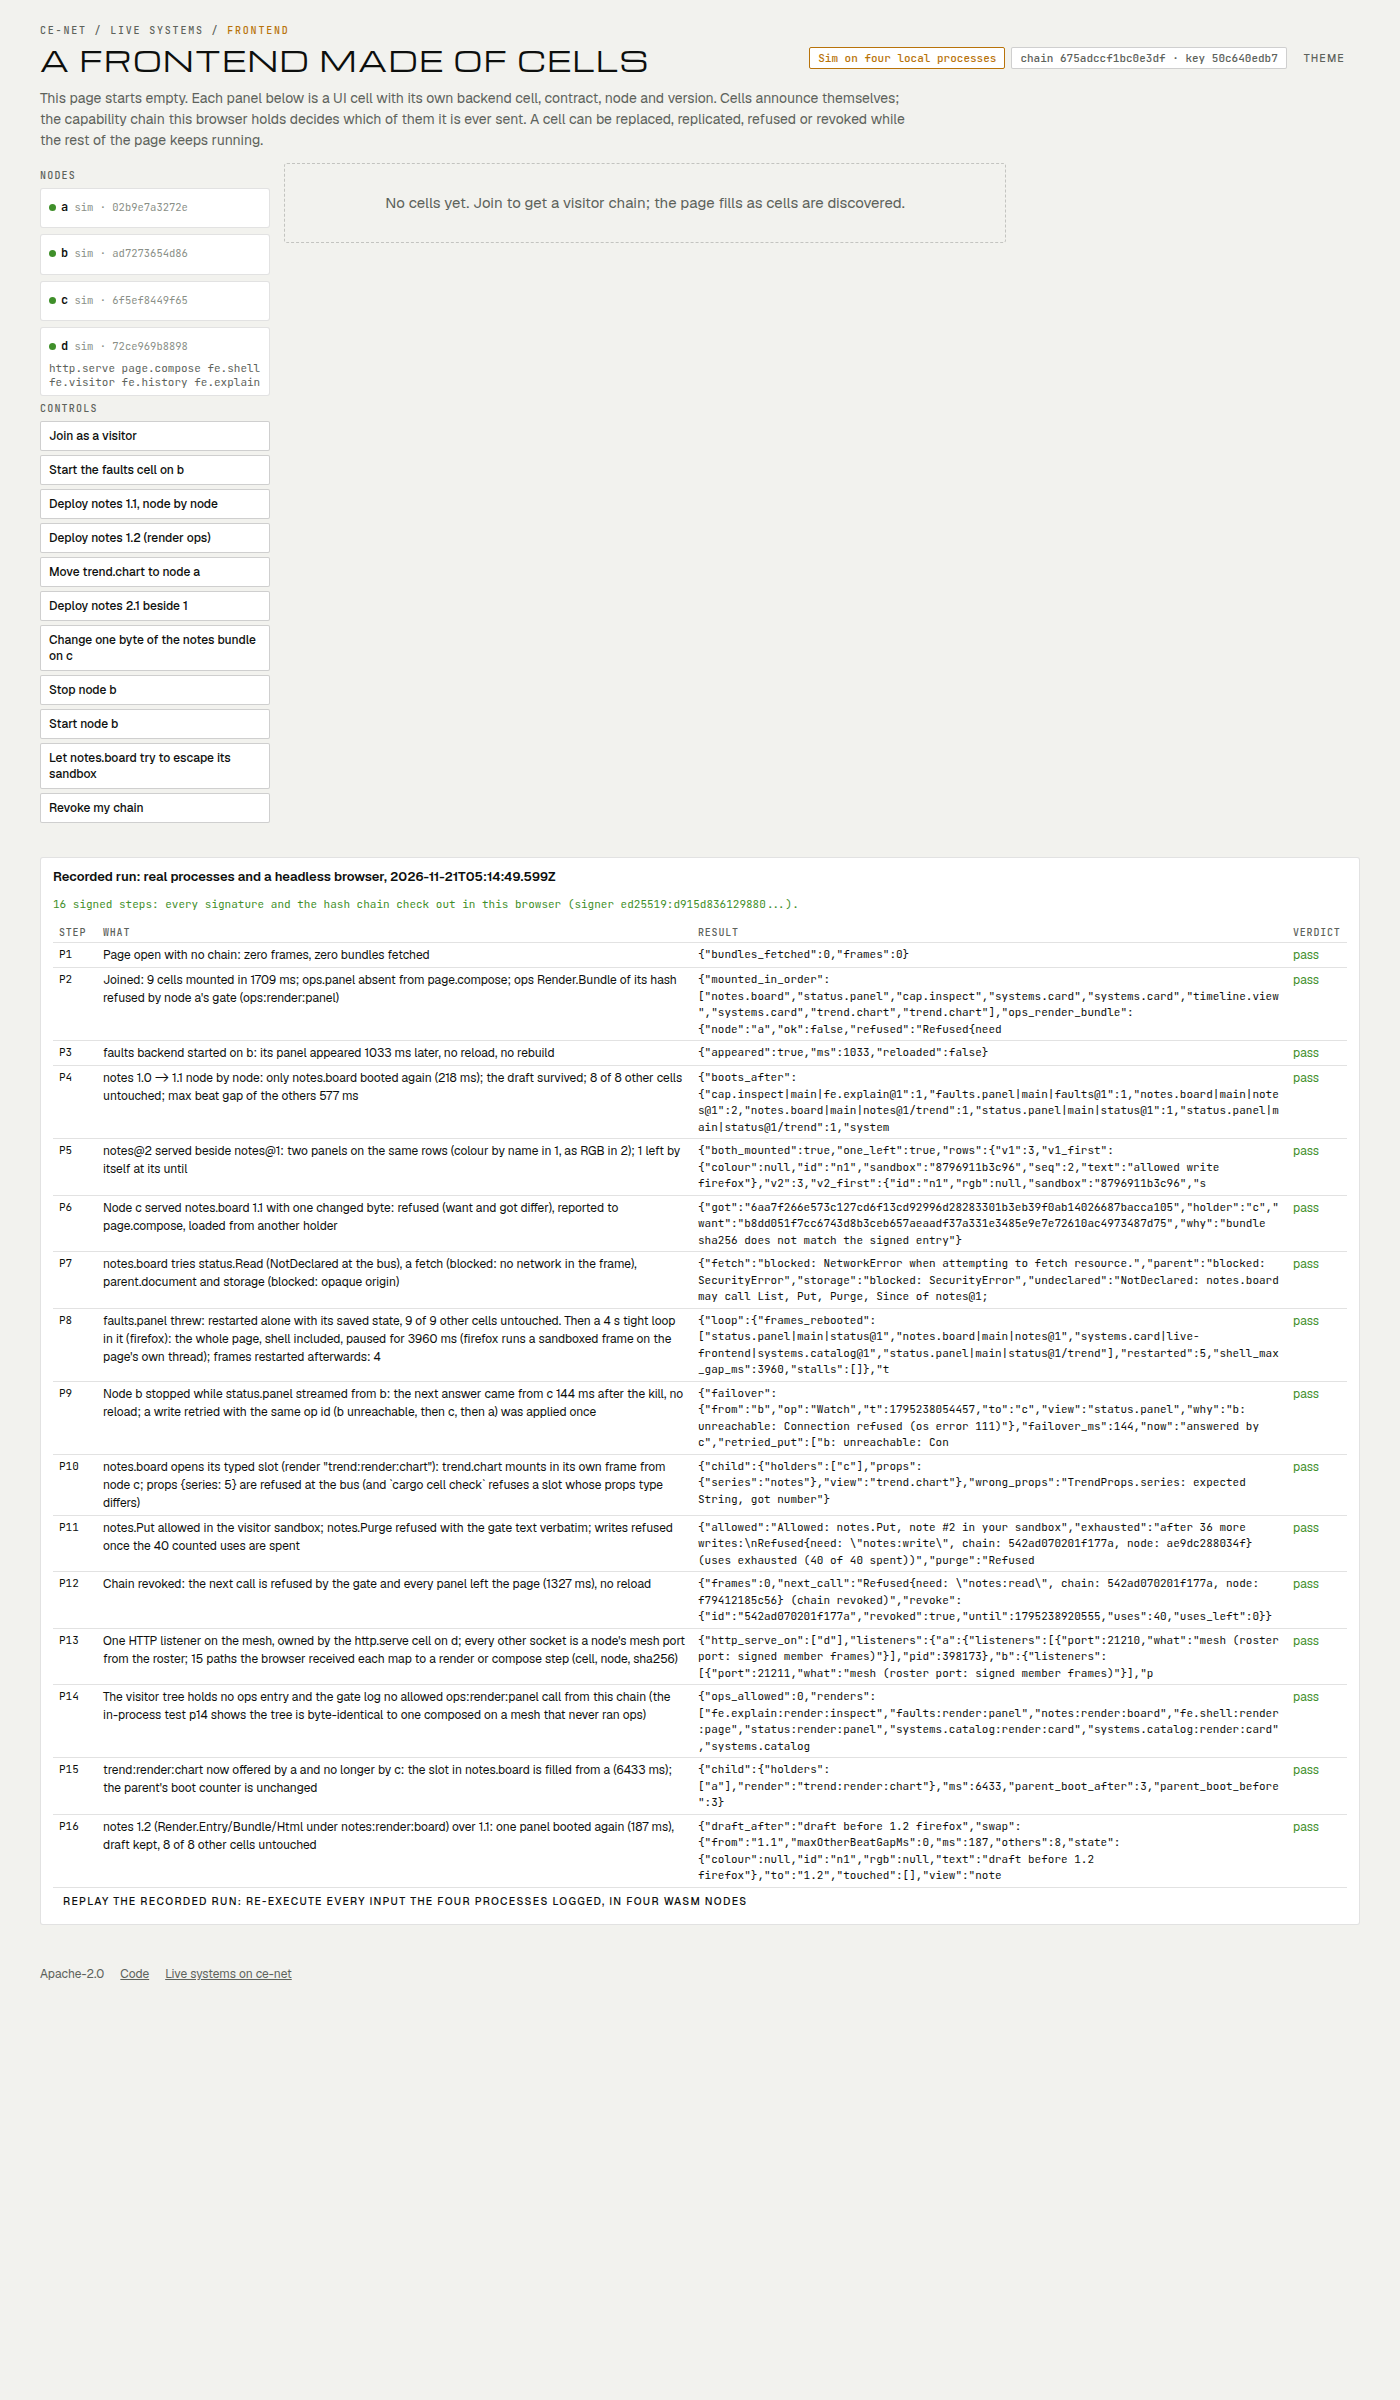 CE-NET / LIVE SYSTEMS / FRONTEND
A FRONTEND MADE OF CELLS
Sim on four local processes
chain 675adccf1bc0e3df · key 50c640edb7
THEME
This page starts empty. Each panel below is a UI cell with its own backend cell, contract, node and version. Cells announce themselves;
the capability chain this browser holds decides which of them it is ever sent. A cell can be replaced, replicated, refused or revoked while
the rest of the page keeps running.
NODES
a sim · 02b9e7a3272e
b sim · ad7273654d86
c sim · 6f5ef8449f65
d sim · 72ce969b8898
http.serve page.compose fe.shell
fe.visitor fe.history fe.explain
No cells yet. Join to get a visitor chain; the page fills as cells are discovered.
CONTROLS
Join as a visitor
Start the faults cell on b
Deploy notes 1.1, node by node
Deploy notes 1.2 (render ops)
Move trend.chart to node a
Deploy notes 2.1 beside 1
Change one byte of the notes bundle
on c
Stop node b
Start node b
Let notes.board try to escape its
sandbox
Revoke my chain
Recorded run: real processes and a headless browser, 2026-11-21T05:14:49.599Z
16 signed steps: every signature and the hash chain check out in this browser (signer ed25519:d915d836129880...).
STEP WHAT RESULT VERDICT
P1 Page open with no chain: zero frames, zero bundles fetched {"bundles_fetched":0,"frames":0} pass
P2 Joined: 9 cells mounted in 1709 ms; ops.panel absent from page.compose; ops Render.Bundle of its hash {"mounted_in_order": pass
refused by node a's gate (ops:render:panel) ["notes.board","status.panel","cap.inspect","systems.card","systems.card","timeline.view
","systems.card","trend.chart","trend.chart"],"ops_render_bundle":
{"node":"a","ok":false,"refused":"Refused{need
P3 faults backend started on b: its panel appeared 1033 ms later, no reload, no rebuild {"appeared":true,"ms":1033,"reloaded":false} pass
P4 notes 1.0 -> 1.1 node by node: only notes.board booted again (218 ms); the draft survived; 8 of 8 other cells {"boots_after": pass
untouched; max beat gap of the others 577 ms {"cap.inspect|main|fe.explain@1":1,"faults.panel|main|faults@1":1,"notes.board|main|note
s@1":2,"notes.board|main|notes@1/trend":1,"status.panel|main|status@1":1,"status.panel|m
ain|status@1/trend":1,"system
P5 notes@2 served beside notes@1: two panels on the same rows (colour by name in 1, as RGB in 2); 1 left by {"both_mounted":true,"one_left":true,"rows":{"v1":3,"v1_first": pass
itself at its until {"colour":null,"id":"n1","sandbox":"8796911b3c96","seq":2,"text":"allowed write
firefox"},"v2":3,"v2_first":{"id":"n1","rgb":null,"sandbox":"8796911b3c96","s
P6 Node c served notes.board 1.1 with one changed byte: refused (want and got differ), reported to {"got":"6aa7f266e573c127cd6f13cd92996d28283301b3eb39f0ab14026687bacca105","holder":"c"," pass
page.compose, loaded from another holder want":"b8dd051f7cc6743d8b3ceb657aeaadf37a331e3485e9e7e72610ac4973487d75","why":"bundle
sha256 does not match the signed entry"}
P7 notes.board tries status.Read (NotDeclared at the bus), a fetch (blocked: no network in the frame), {"fetch":"blocked: NetworkError when attempting to fetch resource.","parent":"blocked: pass
parent.document and storage (blocked: opaque origin) SecurityError","storage":"blocked: SecurityError","undeclared":"NotDeclared: notes.board
may call List, Put, Purge, Since of notes@1;
P8 faults.panel threw: restarted alone with its saved state, 9 of 9 other cells untouched. Then a 4 s tight loop {"loop":{"frames_rebooted": pass
in it (firefox): the whole page, shell included, paused for 3960 ms (firefox runs a sandboxed frame on the ["status.panel|main|status@1","notes.board|main|notes@1","systems.card|live-
page's own thread); frames restarted afterwards: 4 frontend|systems.catalog@1","status.panel|main|status@1/trend"],"restarted":5,"shell_max
_gap_ms":3960,"stalls":[]},"t
P9 Node b stopped while status.panel streamed from b: the next answer came from c 144 ms after the kill, no {"failover": pass
reload; a write retried with the same op id (b unreachable, then c, then a) was applied once {"from":"b","op":"Watch","t":1795238054457,"to":"c","view":"status.panel","why":"b:
unreachable: Connection refused (os error 111)"},"failover_ms":144,"now":"answered by
c","retried_put":["b: unreachable: Con
P10 notes.board opens its typed slot (render "trend:render:chart"): trend.chart mounts in its own frame from {"child":{"holders":["c"],"props": pass
node c; props {series: 5} are refused at the bus (and `cargo cell check` refuses a slot whose props type {"series":"notes"},"view":"trend.chart"},"wrong_props":"TrendProps.series: expected
differs) String, got number"}
P11 notes.Put allowed in the visitor sandbox; notes.Purge refused with the gate text verbatim; writes refused {"allowed":"Allowed: notes.Put, note #2 in your sandbox","exhausted":"after 36 more pass
once the 40 counted uses are spent writes:\nRefused{need: \"notes:write\", chain: 542ad070201f177a, node: ae9dc288034f}
(uses exhausted (40 of 40 spent))","purge":"Refused
P12 Chain revoked: the next call is refused by the gate and every panel left the page (1327 ms), no reload {"frames":0,"next_call":"Refused{need: \"notes:read\", chain: 542ad070201f177a, node: pass
f79412185c56} (chain revoked)","revoke":
{"id":"542ad070201f177a","revoked":true,"until":1795238920555,"uses":40,"uses_left":0}}
P13 One HTTP listener on the mesh, owned by the http.serve cell on d; every other socket is a node's mesh port {"http_serve_on":["d"],"listeners":{"a":{"listeners":[{"port":21210,"what":"mesh (roster pass
from the roster; 15 paths the browser received each map to a render or compose step (cell, node, sha256) port: signed member frames)"}],"pid":398173},"b":{"listeners":
[{"port":21211,"what":"mesh (roster port: signed member frames)"}],"p
P14 The visitor tree holds no ops entry and the gate log no allowed ops:render:panel call from this chain (the {"ops_allowed":0,"renders": pass
in-process test p14 shows the tree is byte-identical to one composed on a mesh that never ran ops) ["fe.explain:render:inspect","faults:render:panel","notes:render:board","fe.shell:render
:page","status:render:panel","systems.catalog:render:card","systems.catalog:render:card"
,"systems.catalog
P15 trend:render:chart now offered by a and no longer by c: the slot in notes.board is filled from a (6433 ms); {"child":{"holders": pass
the parent's boot counter is unchanged ["a"],"render":"trend:render:chart"},"ms":6433,"parent_boot_after":3,"parent_boot_before
":3}
P16 notes 1.2 (Render.Entry/Bundle/Html under notes:render:board) over 1.1: one panel booted again (187 ms), {"draft_after":"draft before 1.2 firefox","swap": pass
draft kept, 8 of 8 other cells untouched {"from":"1.1","maxOtherBeatGapMs":0,"ms":187,"others":8,"state":
{"colour":null,"id":"n1","rgb":null,"text":"draft before 1.2
firefox"},"to":"1.2","touched":[],"view":"note
REPLAY THE RECORDED RUN: RE-EXECUTE EVERY INPUT THE FOUR PROCESSES LOGGED, IN FOUR WASM NODES
Apache-2.0 Code Live systems on ce-net